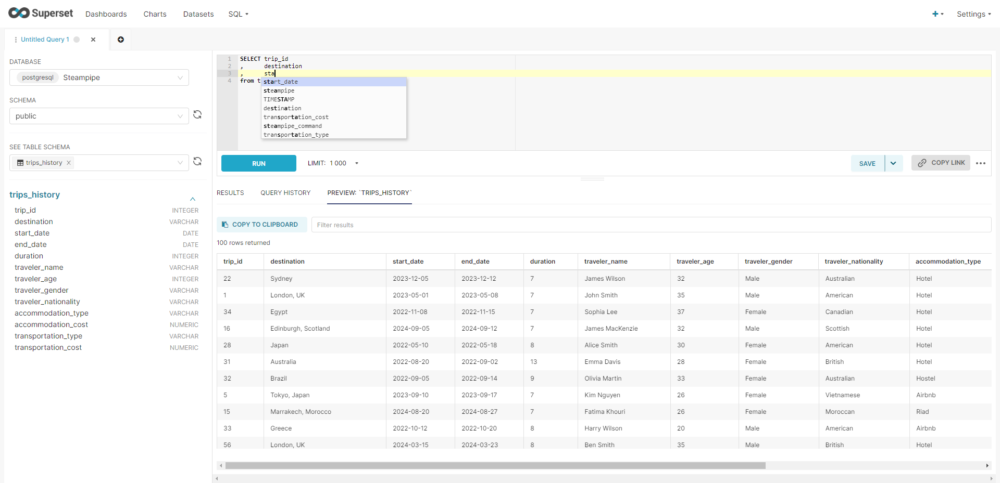 Superset Dashboards Charts Datasets SQL Settings
Untitled Query 1
DATABASE
postgresql Steampipe
SCHEMA
public
SEE TABLE SCHEMA
trips_history
trips_history
trip_id INTEGER
destination VARCHAR
start_date DATE
end_date DATE
duration INTEGER
traveler_name VARCHAR
traveler_age INTEGER
traveler_gender VARCHAR
traveler_nationality VARCHAR
accommodation_type VARCHAR
accommodation_cost NUMERIC
transportation_type VARCHAR
transportation_cost NUMERIC
1 SELECT trip_id
2 , destination
3 , sta
4 from t
start_date
steampipe
TIMESTAMP
destination
transportation_cost
steampipe_command
transportation_type
RUN LIMIT: 1 000 SAVE COPY LINK
RESULTS QUERY HISTORY PREVIEW: `TRIPS_HISTORY`
COPY TO CLIPBOARD Filter results
100 rows returned
trip_id destination start_date end_date duration traveler_name traveler_age traveler_gender traveler_nationality accommodation_type
22 Sydney 2023-12-05 2023-12-12 7 James Wilson 32 Male Australian Hotel
1 London, UK 2023-05-01 2023-05-08 7 John Smith 35 Male American Hotel
34 Egypt 2022-11-08 2022-11-15 7 Sophia Lee 37 Female Canadian Hotel
16 Edinburgh, Scotland 2024-09-05 2024-09-12 7 James MacKenzie 32 Male Scottish Hotel
28 Japan 2022-05-10 2022-05-18 8 Alice Smith 30 Female American Hotel
31 Australia 2022-08-20 2022-09-02 13 Emma Davis 28 Female British Hotel
32 Brazil 2022-09-05 2022-09-14 9 Olivia Martin 33 Female Australian Hostel
5 Tokyo, Japan 2023-09-10 2023-09-17 7 Kim Nguyen 26 Female Vietnamese Airbnb
15 Marrakech, Morocco 2024-08-20 2024-08-27 7 Fatima Khouri 26 Female Moroccan Riad
33 Greece 2022-10-12 2022-10-20 8 Harry Wilson 20 Male American Airbnb
56 London, UK 2024-03-15 2024-03-23 8 Ben Smith 35 Male British Hotel